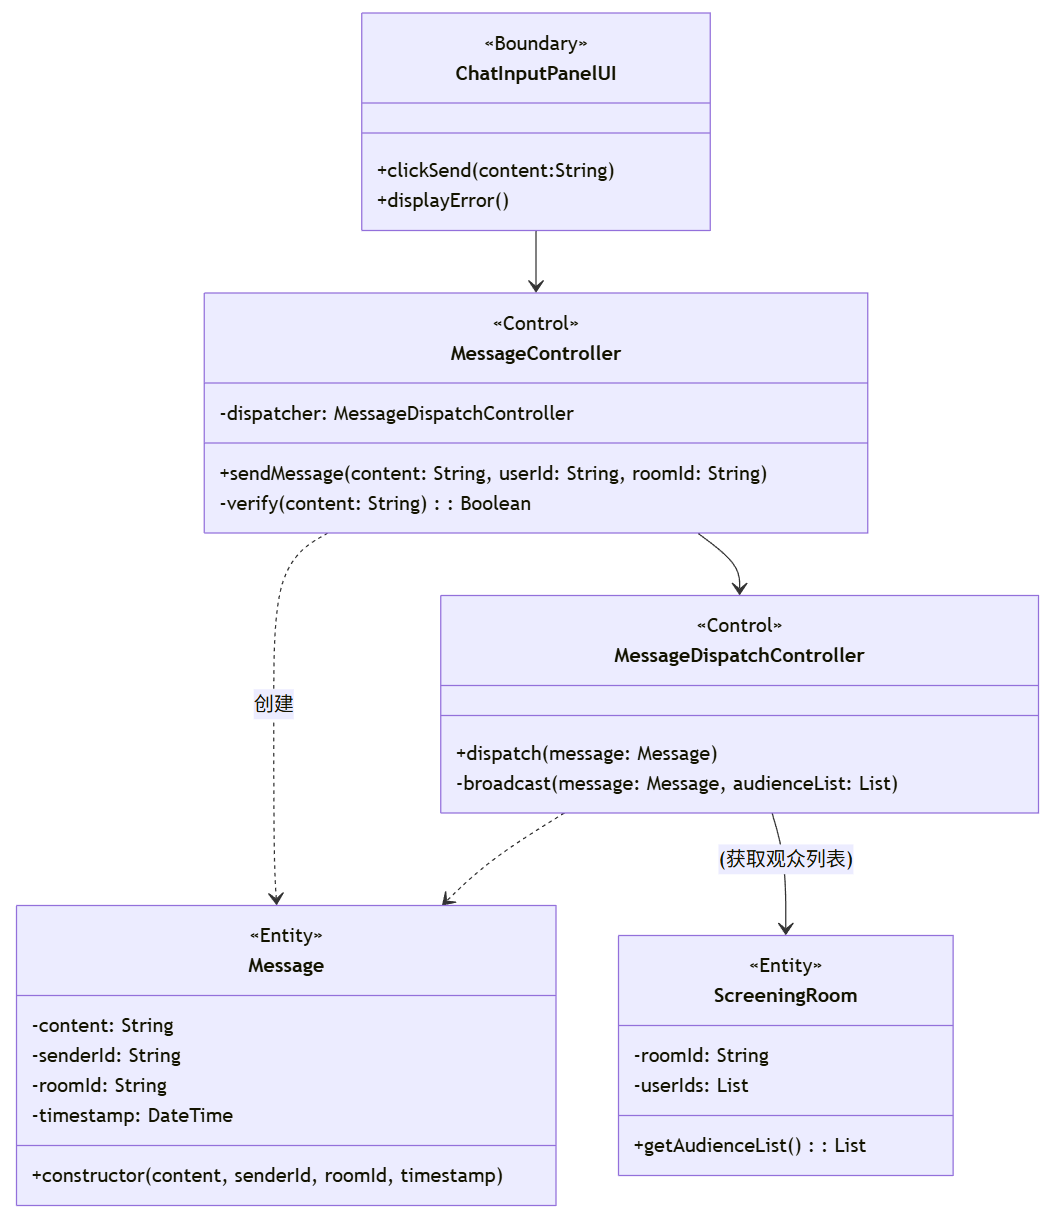 «Boundary»
ChatInputPanelUI
+clickSend(content:String)
+displayError()
«Control»
MessageController
-dispatcher: MessageDispatchController
+sendMessage(content: String, userId: String, roomId: String)
-verify(content: String) : : Boolean
«Control»
MessageDispatchController
+dispatch(message: Message)
-broadcast(message: Message, audienceList: List)
创建
(获取观众列表)
«Entity»
Message
-content: String
-senderId: String
-roomId: String
-timestamp: DateTime
+constructor(content, senderId, roomId, timestamp)
«Entity»
ScreeningRoom
-roomId: String
-userIds: List
+getAudienceList() : : List